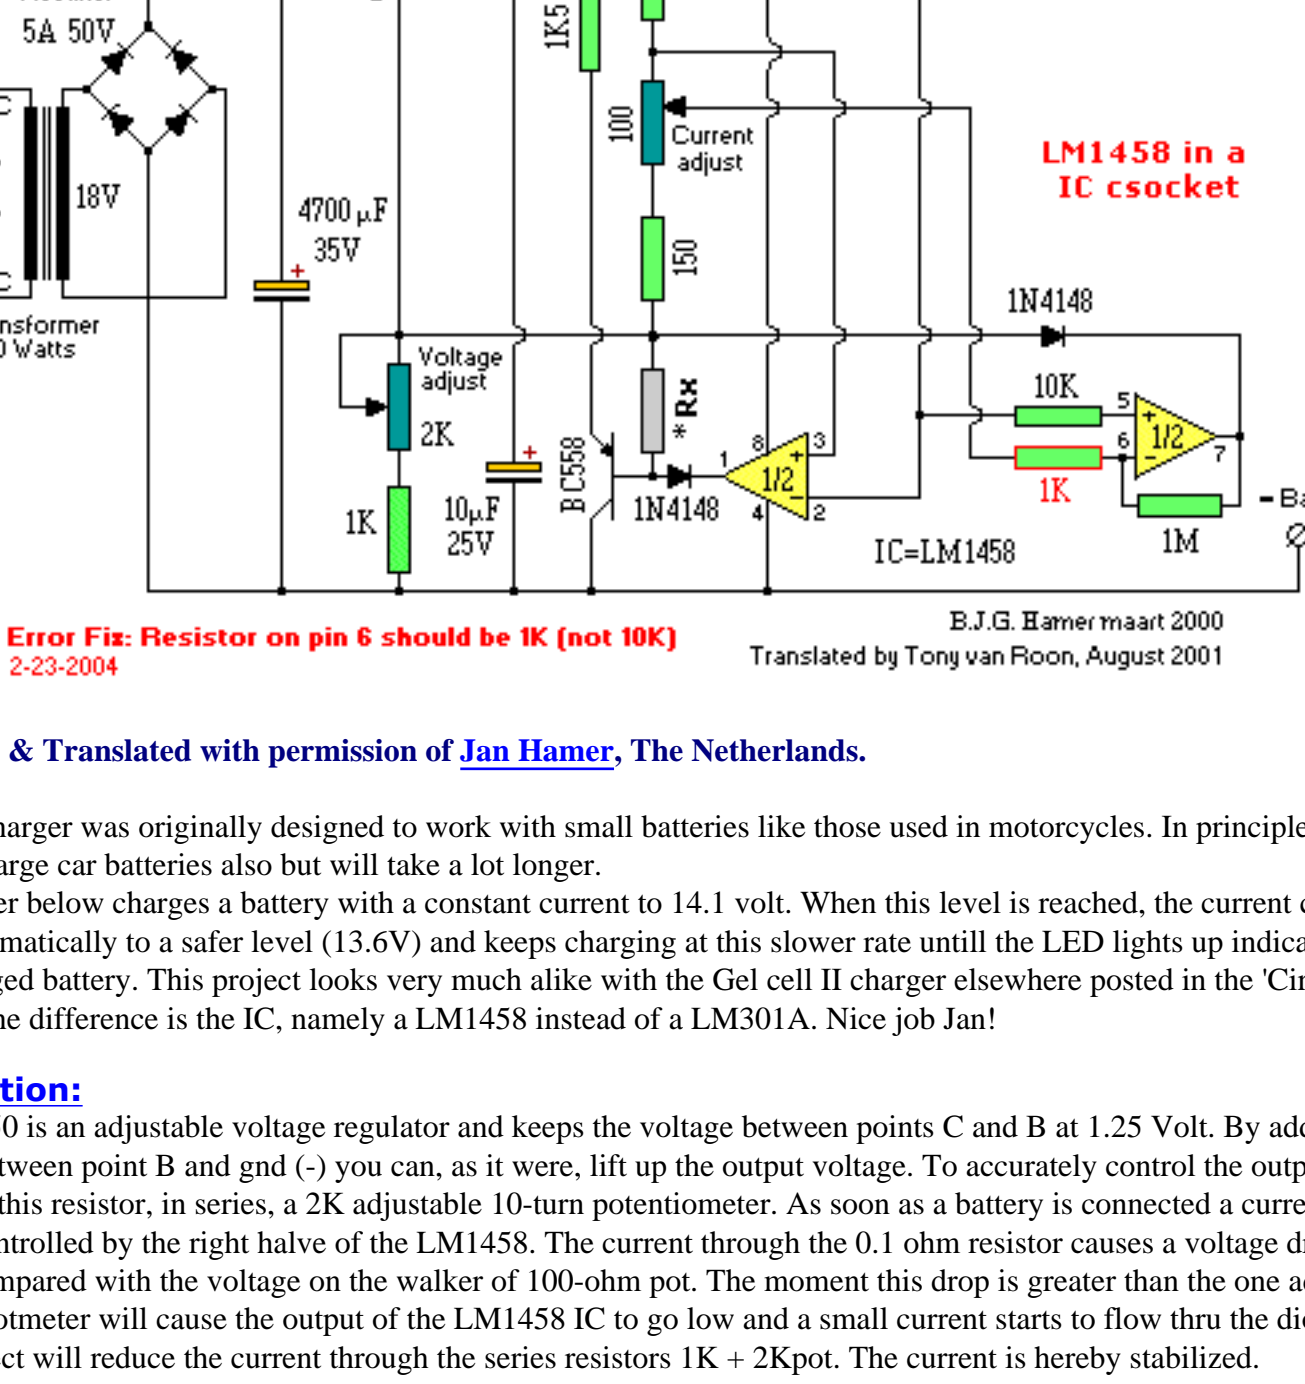 5A 50V
1K5
100
Current
adjust
LM1458 in a
IC csocket
18V
4700 µF
35V
+
150
1N4148
nsformer
0 Watts
Voltage
adjust
2K
*Rx
10K
5
+
1/2
7
6
-
1K
1M
- Ba
BC558
1
8
3
+
1/2
-
4
2
1N4148
1K
+
10µF
25V
IC=LM1458
B.J.G. Hamer maart 2000
Error Fix: Resistor on pin 6 should be 1K (not 10K)
2-23-2004
Translated by Tony van Roon, August 2001
& Translated with permission of Jan Hamer, The Netherlands.
harger was originally designed to work with small batteries like those used in motorcycles. In principle
arge car batteries also but will take a lot longer.
er below charges a battery with a constant current to 14.1 volt. When this level is reached, the current
matically to a safer level (13.6V) and keeps charging at this slower rate untill the LED lights up indica
ged battery. This project looks very much alike with the Gel cell II charger elsewhere posted in the 'Cir
ne difference is the IC, namely a LM1458 instead of a LM301A. Nice job Jan!
tion:
0 is an adjustable voltage regulator and keeps the voltage between points C and B at 1.25 Volt. By add
tween point B and gnd (-) you can, as it were, lift up the output voltage. To accurately control the outp
this resistor, in series, a 2K adjustable 10-turn potentiometer. As soon as a battery is connected a curre
ntrolled by the right halve of the LM1458. The current through the 0.1 ohm resistor causes a voltage dr
mpared with the voltage on the walker of 100-ohm pot. The moment this drop is greater than the one ad
otmeter will cause the output of the LM1458 IC to go low and a small current starts to flow thru the dio
ect will reduce the current through the series resistors 1K + 2Kpot. The current is hereby stabilized.